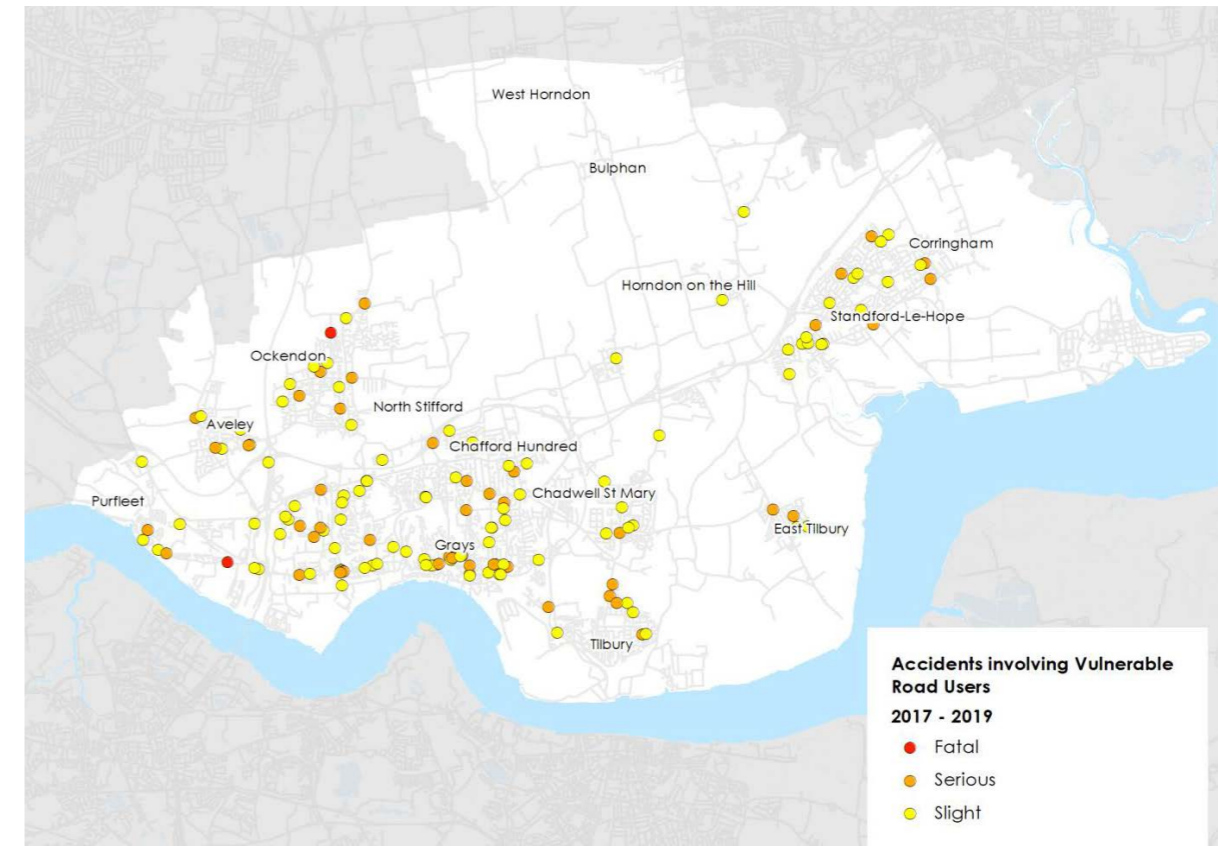 West Horndon
Bulphan
Corringham
Horndon on the Hill
Standford-Le-Hope
Ockendon
North Stifford
Aveley
Chafford Hundred
Purfleet
Chadwell St Mary
East Tilbury
Grays
Tilbury
Accidents involving Vulnerable
Road Users
2017 - 2019
Fatal
Serious
Slight